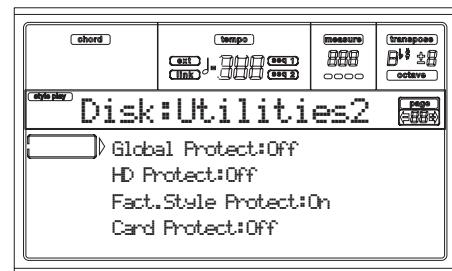 chord
tempo
measure
transpose
ext
link
seq 1
seq 2
octave
style play
Disk:Utilities2
page
Global Protect:Off
HD Protect:Off
Fact.Style Protect:On
Card Protect:Off